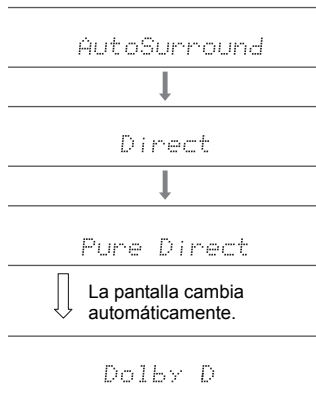 AutoSurround
Direct
Pure Direct
La pantalla cambia
automáticamente.
Dolby D